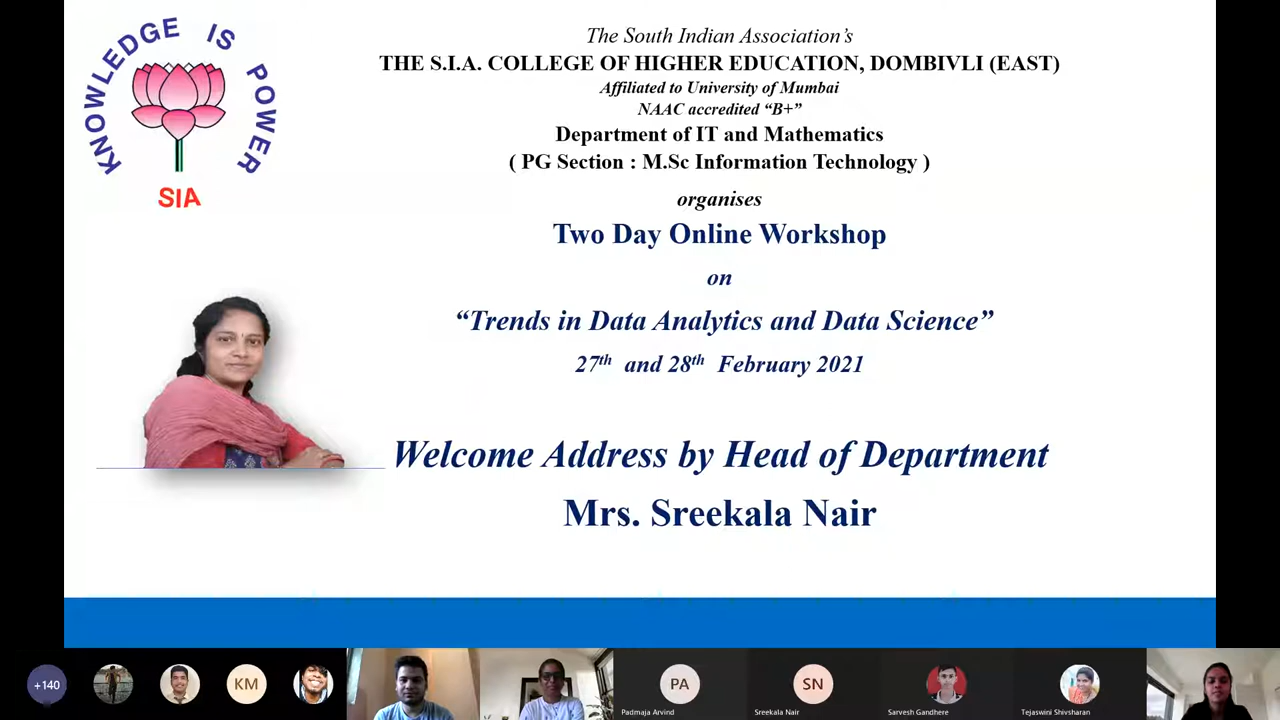 KNOWLEDGE IS POWER
SIA
The South Indian Association’s
THE S.I.A. COLLEGE OF HIGHER EDUCATION, DOMBIVLI (EAST)
Affiliated to University of Mumbai
NAAC accredited “B+”
Department of IT and Mathematics
( PG Section : M.Sc Information Technology )
organises
Two Day Online Workshop
on
“Trends in Data Analytics and Data Science”
27th and 28th February 2021
Welcome Address by Head of Department
Mrs. Sreekala Nair
+140
KM
PA
SN
Padmaja Arvind
Sreekala Nair
Sarvesh Gandhere
Tejaswini Shivsharan